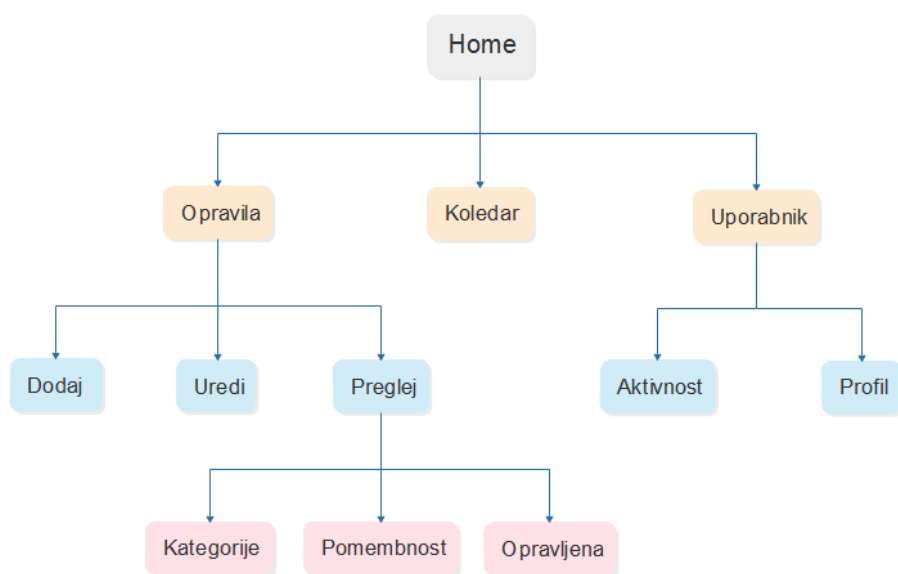 Home
Opravila
Koledar
Uporabnik
Dodaj
Uredi
Preglej
Aktivnost
Profil
Kategorije
Pomembnost
Opravljena